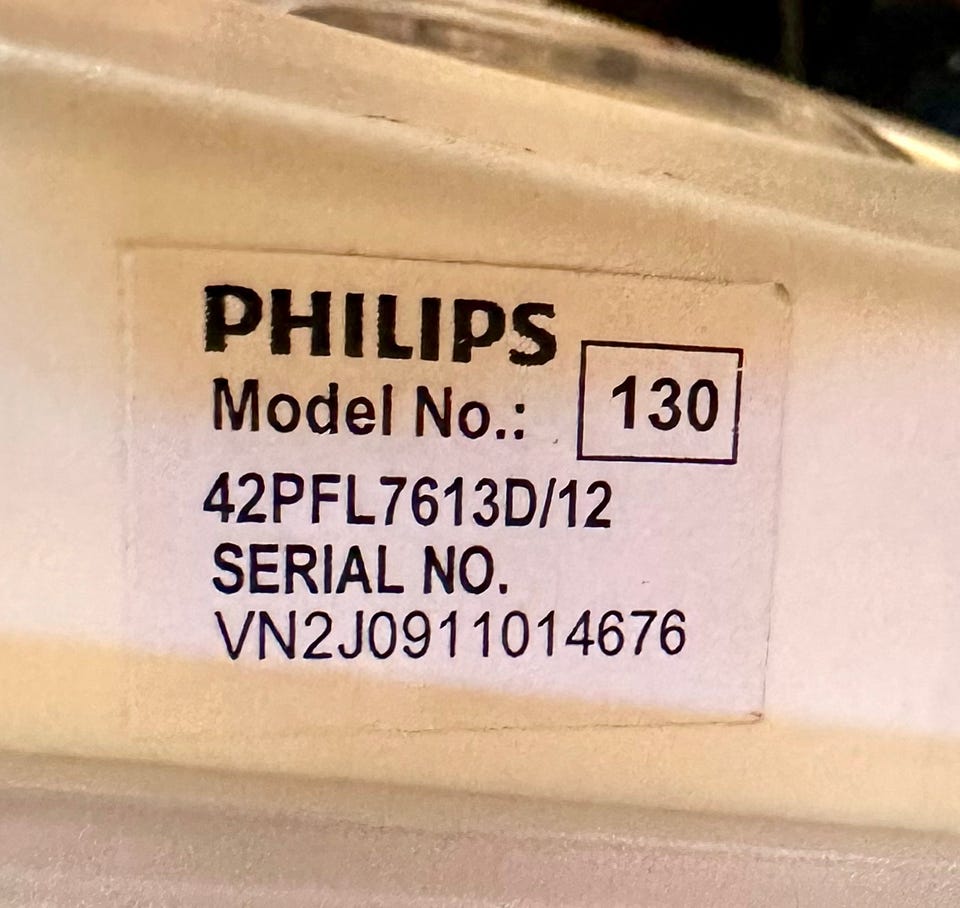 PHILIPS
Model No.: 130
42PFL7613D/12
SERIAL NO.
VN2J0911014676